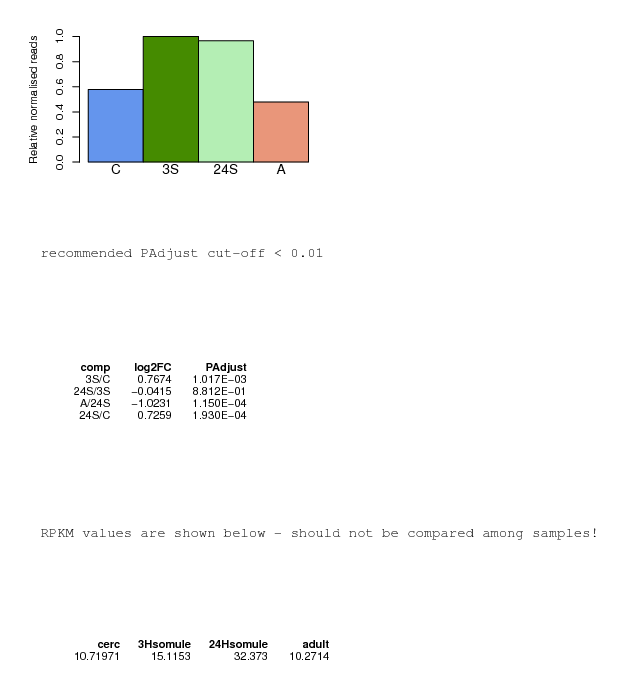 Relative normalised reads
1.0
0.8
0.6
0.4
0.2
0.0
C 3S 24S A
recommended PAdjust cut-off < 0.01
comp log2FC PAdjust
3S/C 0.7674 1.017E−03
24S/3S −0.0415 8.812E−01
A/24S −1.0231 1.150E−04
24S/C 0.7259 1.930E−04
RPKM values are shown below - should not be compared among samples!
cerc 3Hsomule 24Hsomule adult
10.71971 15.1153 32.373 10.2714